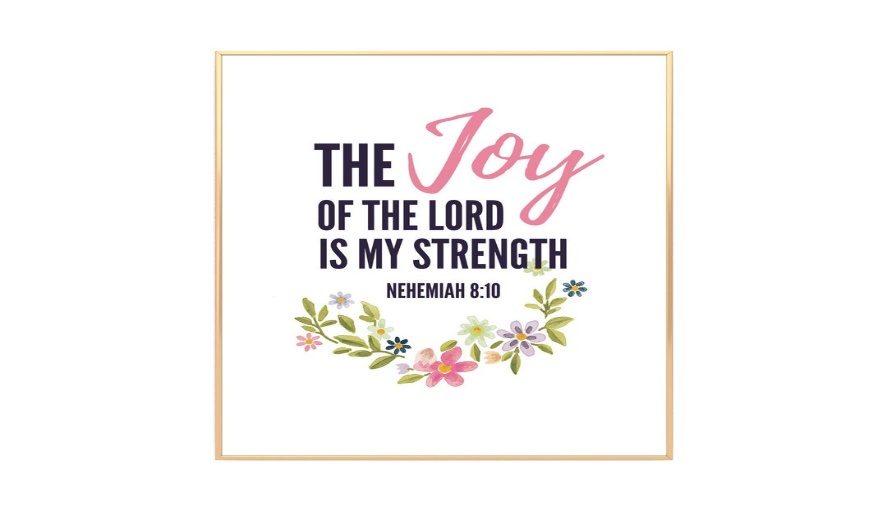 THE Joy
OF THE LORD
IS MY STRENGTH
NEHEMIAH 8:10